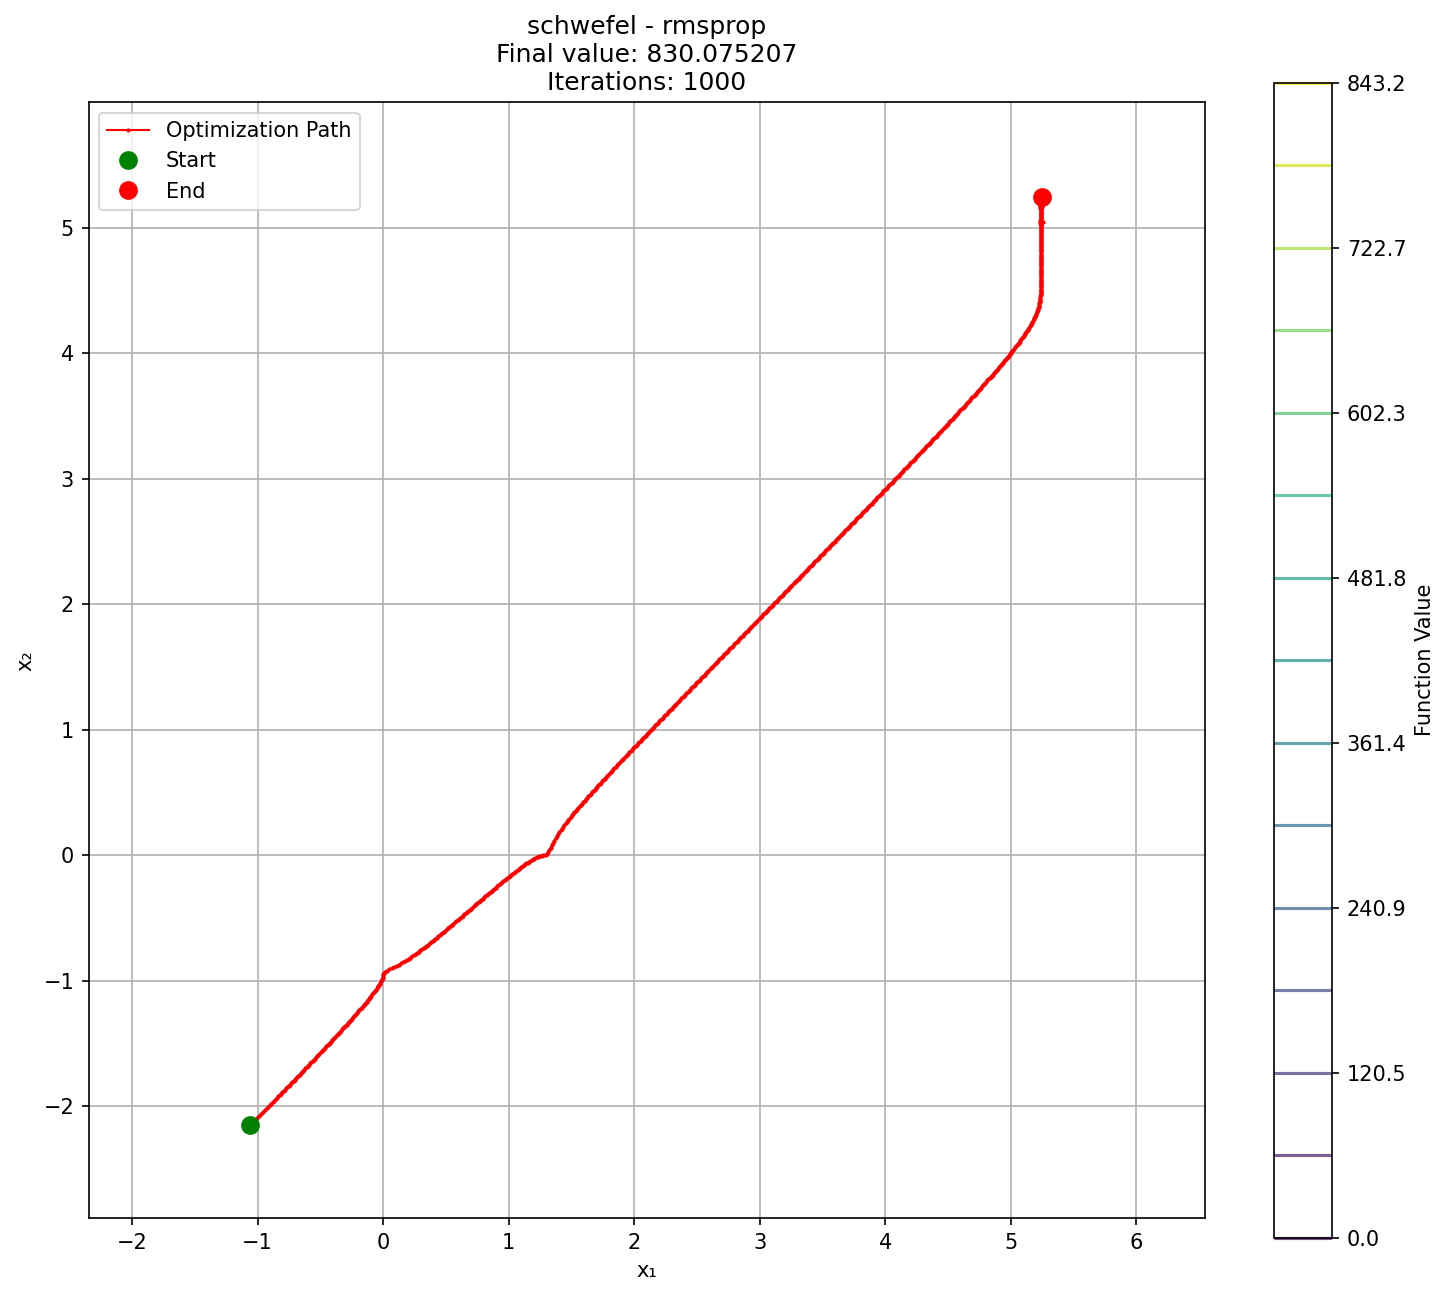 schwefel - rmsprop
Final value: 830.075207
Iterations: 1000
Optimization Path
Start
End
5
4
3
2
1
0
−1
−2
x₂
−2
−1
0
1
2
3
4
5
6
x₁
843.2
722.7
602.3
481.8
361.4
240.9
120.5
0.0
Function Value